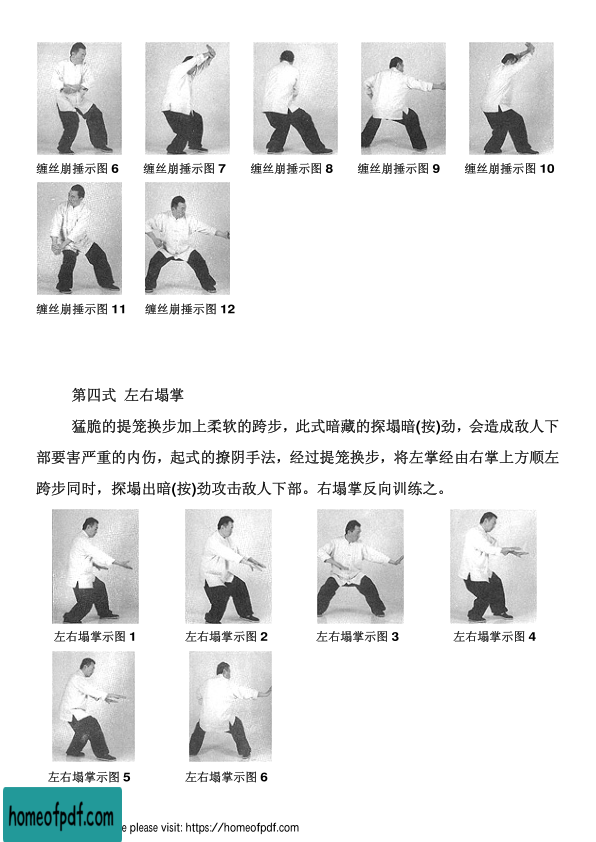 缠丝崩捶示图 6 缠丝崩捶示图 7 缠丝崩捶示图 8 缠丝崩捶示图 9 缠丝崩捶示图 10
缠丝崩捶示图 11 缠丝崩捶示图 12
第四式 左右塌掌
猛脆的提笼换步加上柔软的跨步，此式暗藏的探塌暗(按)劲，会造成敌人下
部要害严重的内伤，起式的撩阴手法，经过提笼换步，将左掌经由右掌上方顺左
跨步同时，探塌出暗(按)劲攻击敌人下部。右塌掌反向训练之。
左右塌掌示图 1 左右塌掌示图 2 左右塌掌示图 3 左右塌掌示图 4
左右塌掌示图 5 左右塌掌示图 6
homeofpdf.com
please visit: https://homeofpdf.com